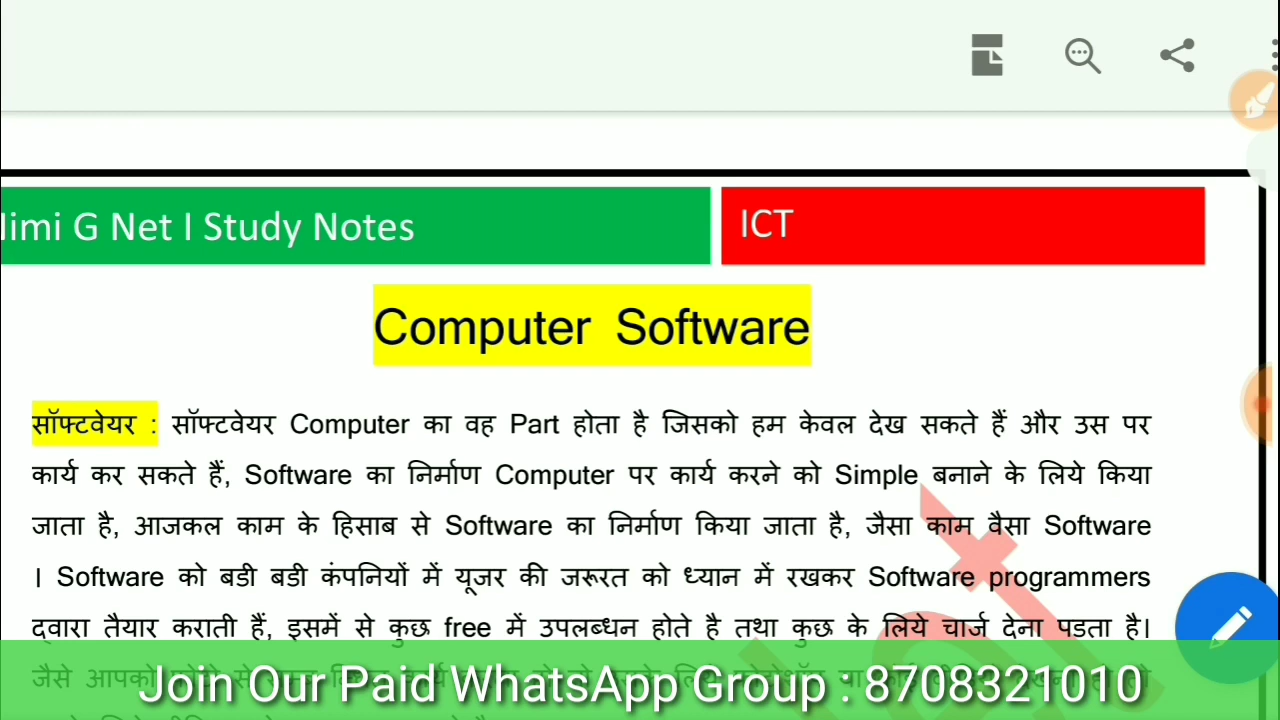 imi G Net I Study Notes
ICT
Computer Software
सॉफ्टवेयर : सॉफ्टवेयर Computer का वह Part होता है जिसको हम केवल देख सकते हैं और उस पर
कार्य कर सकते हैं, Software का निर्माण Computer पर कार्य करने को Simple बनाने के लिये किया
जाता है, आजकल काम के हिसाब से Software का निर्माण किया जाता है, जैसा काम वैसा Software
। Software को बडी बडी कंपनियों में यूजर की जरूरत को ध्यान में रखकर Software programmers
द्वारा तैयार कराती हैं, इसमें से कुछ free में उपलब्धन होते है तथा कुछ के लिये चार्ज देना पडता है।
जैसे आपको
Join Our Paid WhatsApp Group : 8708321010